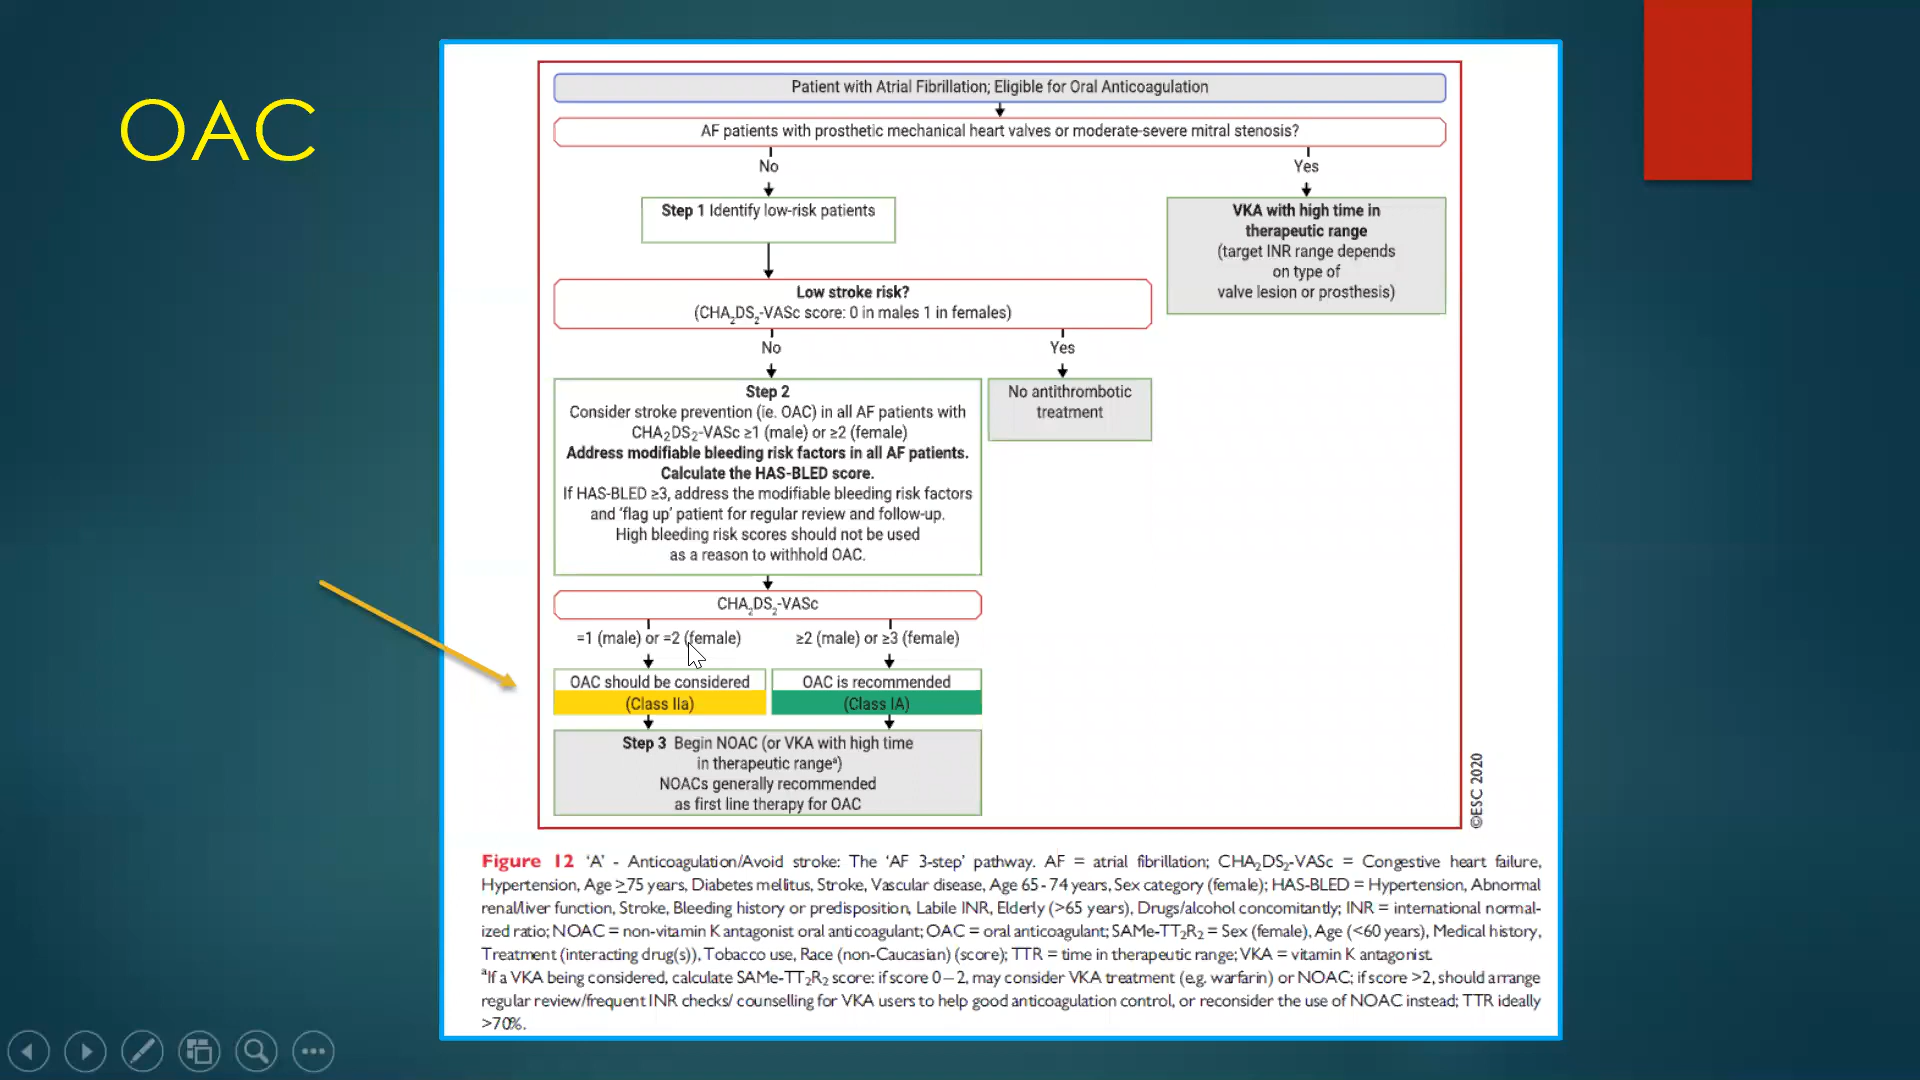 OAC
Patient with Atrial Fibrillation; Eligible for Oral Anticoagulation
AF patients with prosthetic mechanical heart valves or moderate-severe mitral stenosis?
No
Yes
Step 1 Identify low-risk patients
VKA with high time in
therapeutic range
(target INR range depends
on type of
valve lesion or prosthesis)
Low stroke risk?
(CHA₂DS₂-VASc score: 0 in males 1 in females)
No
Yes
Step 2
Consider stroke prevention (ie. OAC) in all AF patients with
CHA₂DS₂-VASc ≥1 (male) or ≥2 (female)
Address modifiable bleeding risk factors in all AF patients.
Calculate the HAS-BLED score.
If HAS-BLED ≥3, address the modifiable bleeding risk factors
and ‘flag up’ patient for regular review and follow-up.
High bleeding risk scores should not be used
as a reason to withhold OAC.
No antithrombotic
treatment
CHA₂DS₂-VASc
=1 (male) or =2 (female)
≥2 (male) or ≥3 (female)
OAC should be considered
(Class IIa)
OAC is recommended
(Class IA)
Step 3 Begin NOAC (or VKA with high time
in therapeutic rangeᵃ)
NOACs generally recommended
as first line therapy for OAC
©ESC 2020
Figure 12 ‘A’ - Anticoagulation/Avoid stroke: The ‘AF 3-step’ pathway. AF = atrial fibrillation; CHA₂DS₂-VASc = Congestive heart failure,
Hypertension, Age ≥75 years, Diabetes mellitus, Stroke, Vascular disease, Age 65-74 years, Sex category (female); HAS-BLED = Hypertension, Abnormal
renal/liver function, Stroke, Bleeding history or predisposition, Labile INR, Elderly (>65 years), Drugs/alcohol concomitantly; INR = international normal-
ized ratio; NOAC = non-vitamin K antagonist oral anticoagulant; OAC = oral anticoagulant; SAMe-TT₂R₂ = Sex (female), Age (<60 years), Medical history,
Treatment (interacting drug(s)), Tobacco use, Race (non-Caucasian) (score); TTR = time in therapeutic range; VKA = vitamin K antagonist.
ᵃIf a VKA being considered, calculate SAMe-TT₂R₂ score: if score 0–2, may consider VKA treatment (e.g. warfarin) or NOAC; if score >2, should arrange
regular review/frequent INR checks/ counselling for VKA users to help good anticoagulation control, or reconsider the use of NOAC instead; TTR ideally
>70%.